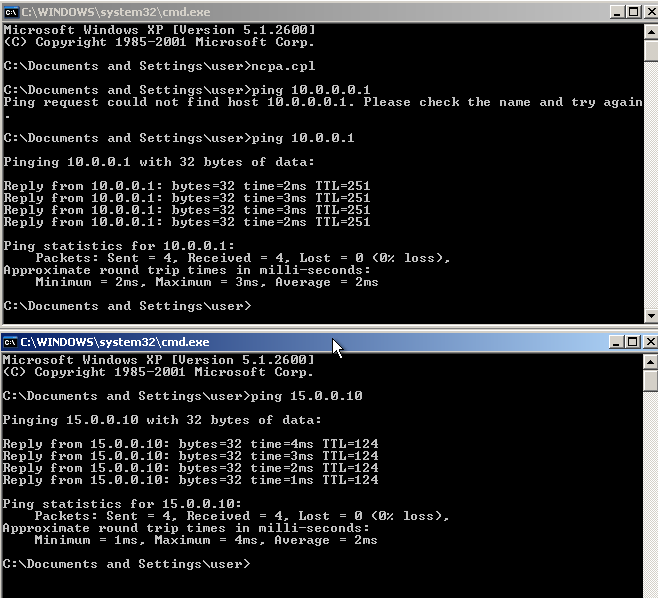 C:\WINDOWS\system32\cmd.exe
Microsoft Windows XP [Version 5.1.2600]
(C) Copyright 1985-2001 Microsoft Corp.
C:\Documents and Settings\user>ncpa.cpl
C:\Documents and Settings\user>ping 10.0.0.0.1
Ping request could not find host 10.0.0.0.1. Please check the name and try again
.
C:\Documents and Settings\user>ping 10.0.0.1
Pinging 10.0.0.1 with 32 bytes of data:
Reply from 10.0.0.1: bytes=32 time=2ms TTL=251
Reply from 10.0.0.1: bytes=32 time=3ms TTL=251
Reply from 10.0.0.1: bytes=32 time=3ms TTL=251
Reply from 10.0.0.1: bytes=32 time=2ms TTL=251
Ping statistics for 10.0.0.1:
    Packets: Sent = 4, Received = 4, Lost = 0 (0% loss),
Approximate round trip times in milli-seconds:
    Minimum = 2ms, Maximum = 3ms, Average = 2ms
C:\Documents and Settings\user>
C:\WINDOWS\system32\cmd.exe
Microsoft Windows XP [Version 5.1.2600]
(C) Copyright 1985-2001 Microsoft Corp.
C:\Documents and Settings\user>ping 15.0.0.10
Pinging 15.0.0.10 with 32 bytes of data:
Reply from 15.0.0.10: bytes=32 time=4ms TTL=124
Reply from 15.0.0.10: bytes=32 time=3ms TTL=124
Reply from 15.0.0.10: bytes=32 time=2ms TTL=124
Reply from 15.0.0.10: bytes=32 time=1ms TTL=124
Ping statistics for 15.0.0.10:
    Packets: Sent = 4, Received = 4, Lost = 0 (0% loss),
Approximate round trip times in milli-seconds:
    Minimum = 1ms, Maximum = 4ms, Average = 2ms
C:\Documents and Settings\user>